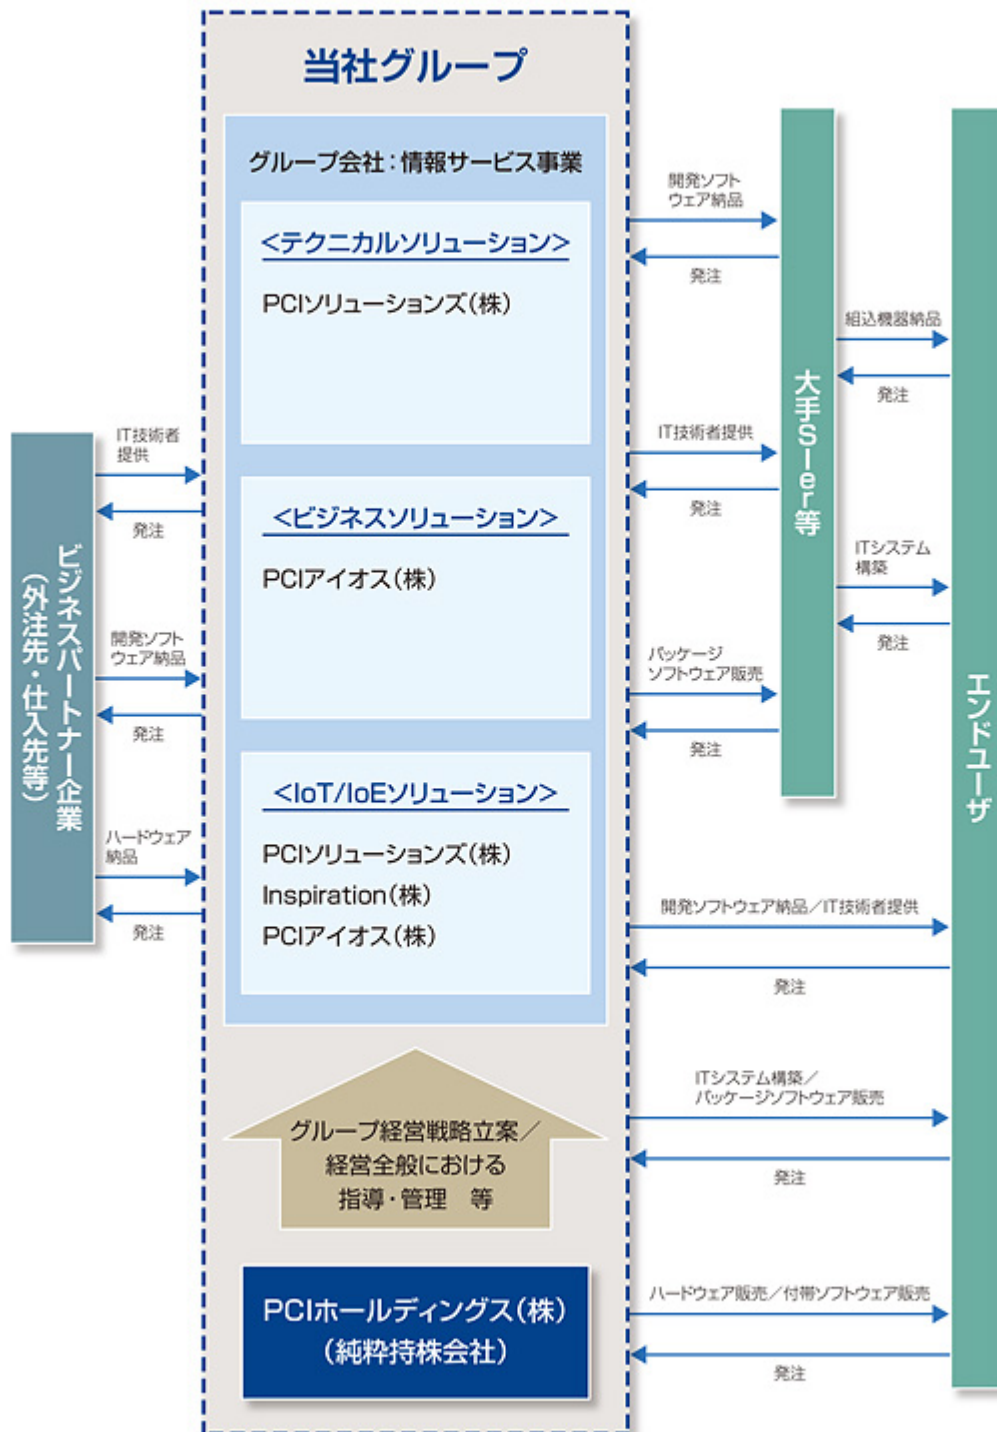 当社グループ
グループ会社：情報サービス事業
<テクニカルソリューション>
PCIソリューションズ(株)
<ビジネスソリューション>
PCIアイオス(株)
<IoT/IoEソリューション>
PCIソリューションズ(株)
Inspiration(株)
PCIアイオス(株)
グループ経営戦略立案／
経営全般における
指導・管理　等
PCIホールディングス(株)
(純粋持株会社)
ビジネスパートナー企業
(外注先・仕入先等)
IT技術者
提供
発注
開発ソフト
ウェア納品
発注
ハードウェア
納品
発注
開発ソフト
ウェア納品
発注
IT技術者提供
発注
パッケージ
ソフトウェア販売
発注
大手SIer等
組込機器納品
発注
ITシステム
構築
発注
開発ソフトウェア納品／IT技術者提供
発注
ITシステム構築／
パッケージソフトウェア販売
発注
ハードウェア販売／付帯ソフトウェア販売
発注
エンドユーザ